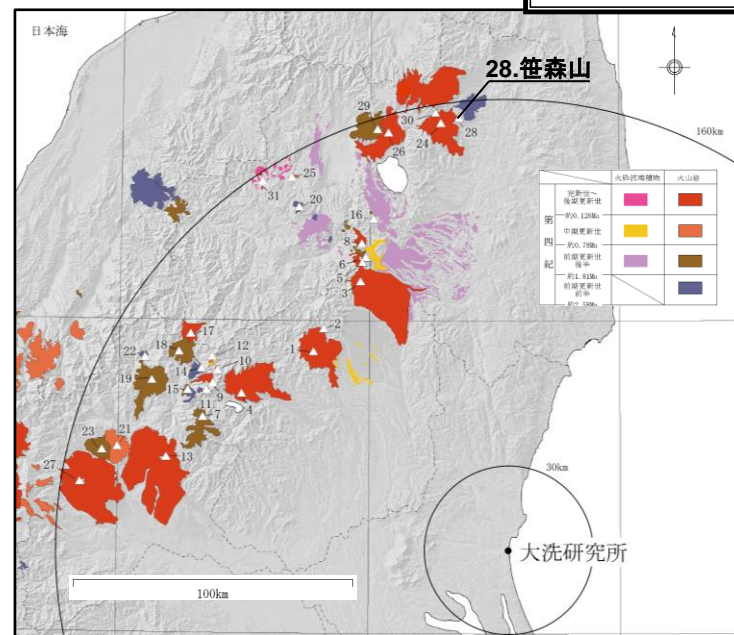 日本海
28.笹森山
160km
29
30
28
24
26
25
31
20
16
8
6
5
3
2
1
17
18
12
22
14
10
19
15
9
4
11
7
23
21
13
27
火砕流堆積物 火山岩
第四紀
完新世～
後期更新世
約0.126Ma
中期更新世
約0.78Ma
前期更新世
後半
約1.81Ma
前期更新世
前半
約2.58Ma
30km
大洗研究所
100km